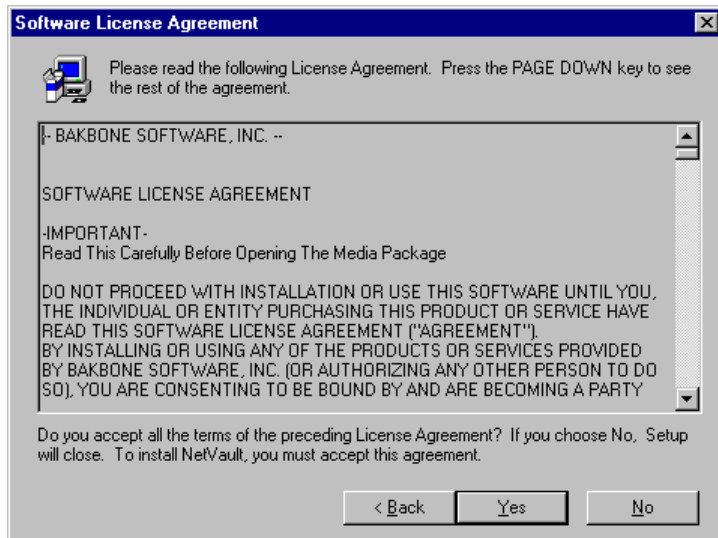 Software License Agreement
Please read the following License Agreement. Press the PAGE DOWN key to see
the rest of the agreement.
- BAKBONE SOFTWARE, INC. --
SOFTWARE LICENSE AGREEMENT
-IMPORTANT-
Read This Carefully Before Opening The Media Package
DO NOT PROCEED WITH INSTALLATION OR USE THIS SOFTWARE UNTIL YOU,
THE INDIVIDUAL OR ENTITY PURCHASING THIS PRODUCT OR SERVICE HAVE
READ THIS SOFTWARE LICENSE AGREEMENT ("AGREEMENT").
BY INSTALLING OR USING ANY OF THE PRODUCTS OR SERVICES PROVIDED
BY BAKBONE SOFTWARE, INC. (OR AUTHORIZING ANY OTHER PERSON TO DO
SO), YOU ARE CONSENTING TO BE BOUND BY AND ARE BECOMING A PARTY
Do you accept all the terms of the preceding License Agreement? If you choose No, Setup
will close. To install NetVault, you must accept this agreement.
< Back
Yes
No